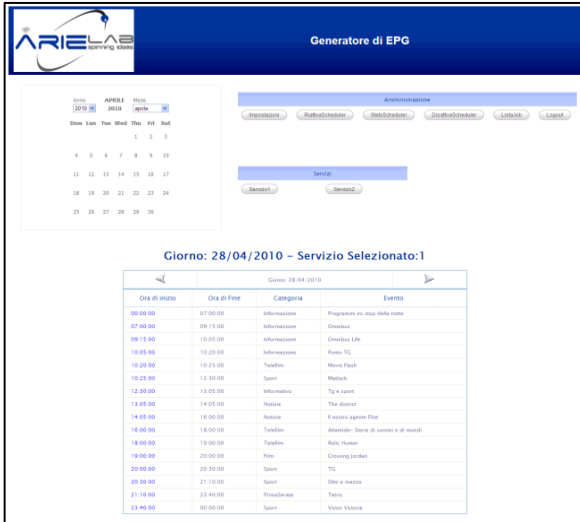 ARIELAB
spinning ideas
Generatore di EPG
Anno APRILE Mese
2010 2010 aprile
Dom Lun Tue Wed Thu Fri Sat
1 2 3
4 5 6 7 8 9 10
11 12 13 14 15 16 17
18 19 20 21 22 23 24
25 26 27 28 29 30
Amministrazione
Impostazioni RiattivaScheduler StatoScheduler DisattivaScheduler ListaJob Logout
Servizi
Servizio1 Servizio2
Giorno: 28/04/2010 - Servizio Selezionato:1
Giorno: 28/04/2010
Ora di inizio Ora di Fine Categoria Evento
00:00:00 07:00:00 Informazione Programmi no stop della notte
07:00:00 09:15:00 Informazione Omnibus
09:15:00 10:05:00 Informazione Omnibus Life
10:05:00 10:20:00 Informazione Punto TG
10:20:00 10:25:00 Telefilm Movie Flash
10:25:00 12:30:00 Sport Matlock
12:30:00 13:05:00 Informativo Tg e sport
13:05:00 14:05:00 Notizie The district
14:05:00 16:00:00 Notizie Il nostro agente Flint
16:00:00 18:00:00 Telefilm Atlantide- Storie di uomini e di mondi
18:00:00 19:00:00 Telefilm Relic Hunter
19:00:00 20:00:00 Film Crossing Jordan
20:00:00 20:30:00 Sport TG
20:30:00 21:10:00 Sport Otto e mezzo
21:10:00 23:40:00 PrimaSerata Tetris
23:40:00 00:00:00 Sport Victor Victoria